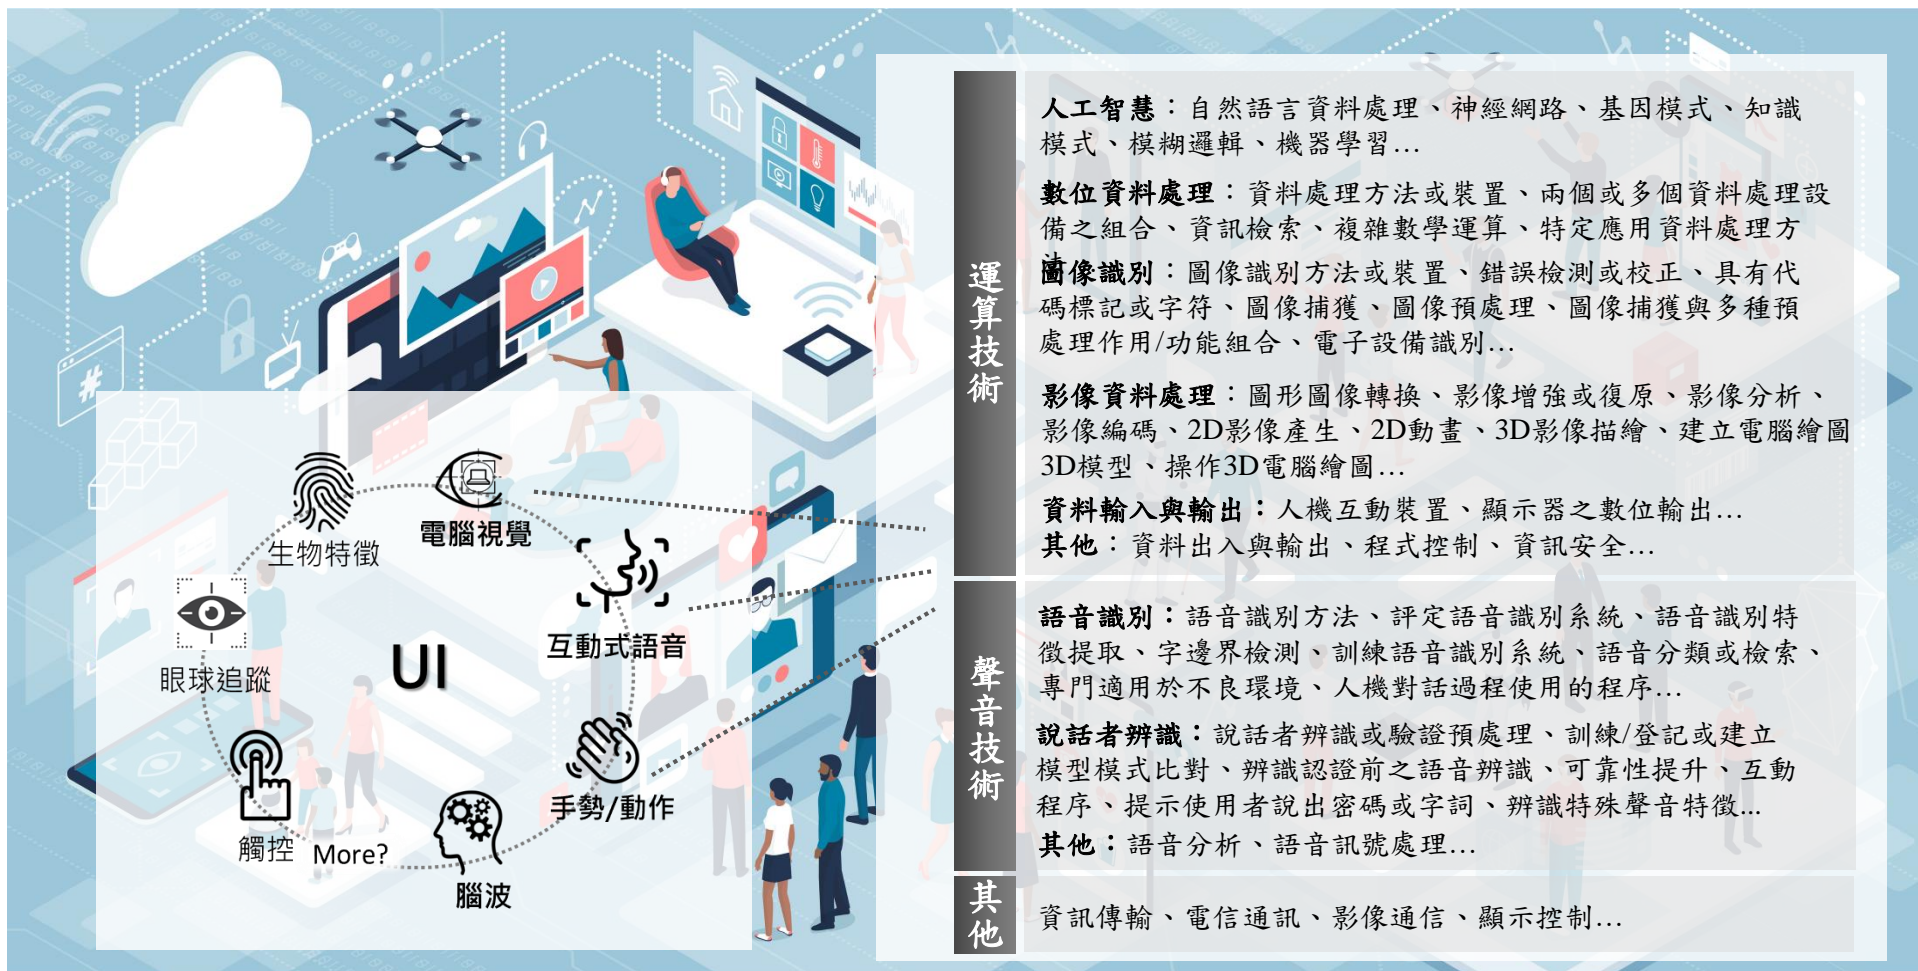 生物特徵
電腦視覺
互動式語音
眼球追蹤
UI
手勢/動作
觸控
More?
腦波
運算技術
人工智慧：自然語言資料處理、神經網路、基因模式、知識
模式、模糊邏輯、機器學習…
數位資料處理：資料處理方法或裝置、兩個或多個資料處理設
備之組合、資訊檢索、複雜數學運算、特定應用資料處理方
圖像識別：圖像識別方法或裝置、錯誤檢測或校正、具有代
碼標記或字符、圖像捕獲、圖像預處理、圖像捕獲與多種預
處理作用/功能組合、電子設備識別…
影像資料處理：圖形圖像轉換、影像增強或復原、影像分析、
影像編碼、2D影像產生、2D動畫、3D影像描繪、建立電腦繪圖
3D模型、操作3D電腦繪圖…
資料輸入與輸出：人機互動裝置、顯示器之數位輸出…
其他：資料出入與輸出、程式控制、資訊安全…
聲音技術
語音識別：語音識別方法、評定語音識別系統、語音識別特
徵提取、字邊界檢測、訓練語音識別系統、語音分類或檢索、
專門適用於不良環境、人機對話過程使用的程序…
說話者辨識：說話者辨識或驗證預處理、訓練/登記或建立
模型模式比對、辨識認證前之語音辨識、可靠性提升、互動
程序、提示使用者說出密碼或字詞、辨識特殊聲音特徵...
其他：語音分析、語音訊號處理…
其他
資訊傳輸、電信通訊、影像通信、顯示控制…